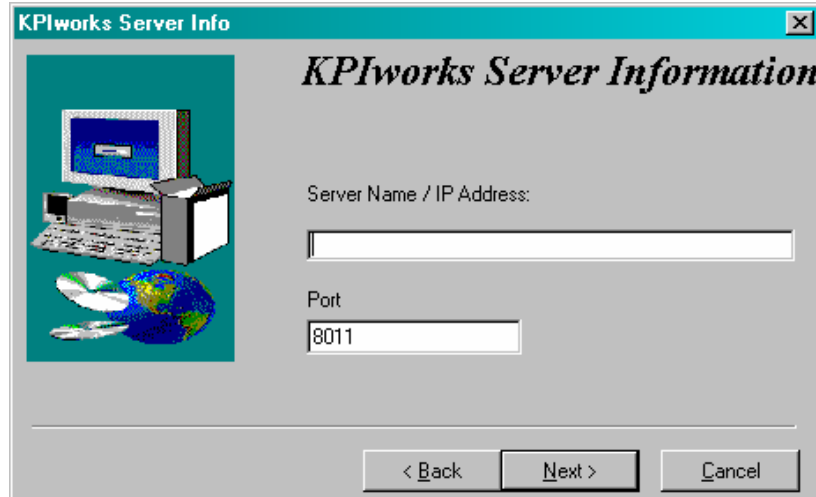 KPIworks Server Info
KPIworks Server Information
Server Name / IP Address:
Port
8011
< Back Next > Cancel